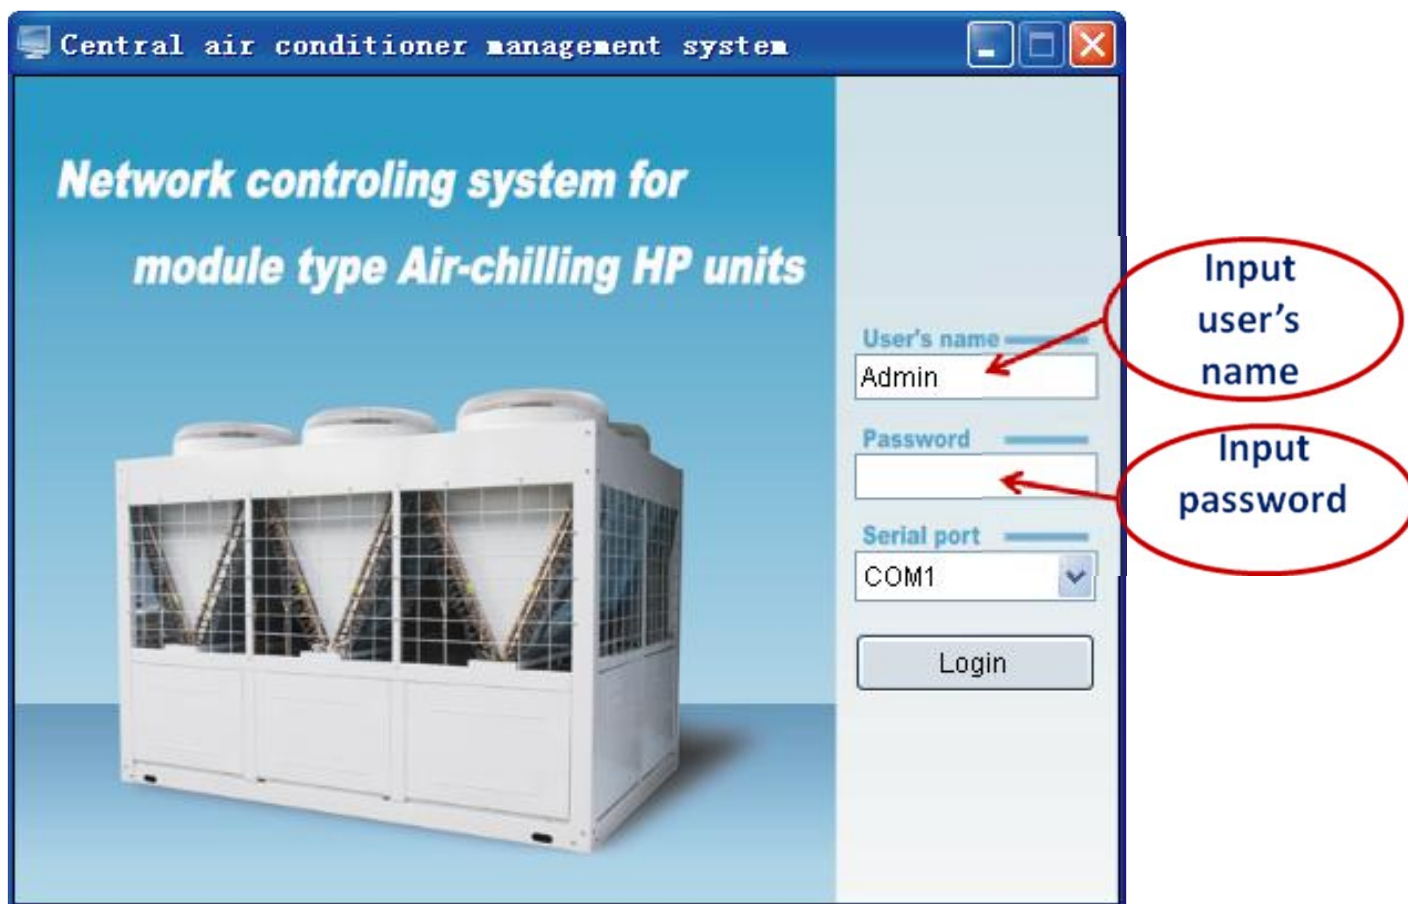 Central air conditioner management system
Network controling system for
module type Air-chilling HP units
User's name
Admin
Password
Serial port
COM1
Login
Input
user's
name
Input
password